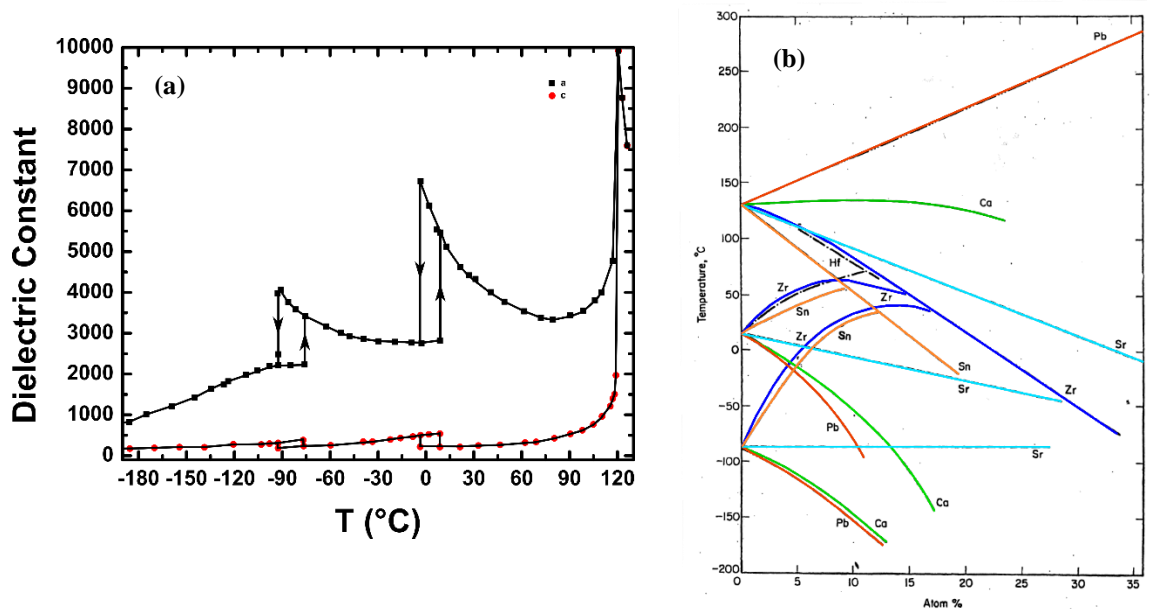 (a)
a
c
Dielectric Constant
10000
9000
8000
7000
6000
5000
4000
3000
2000
1000
0
-180 -150 -120 -90 -60 -30 0 30 60 90 120
T (°C)
(b)
Temperature, °C
300
250
200
150
100
50
0
-50
-100
-150
-200
Pb
Ca
Hf
Zr
Zr
Sn
Sn
Zr
Sr
Sn
Sr
Zr
Pb
Sr
Ca
Pb
Ca
0 5 10 15 20 25 30 35
Atom %